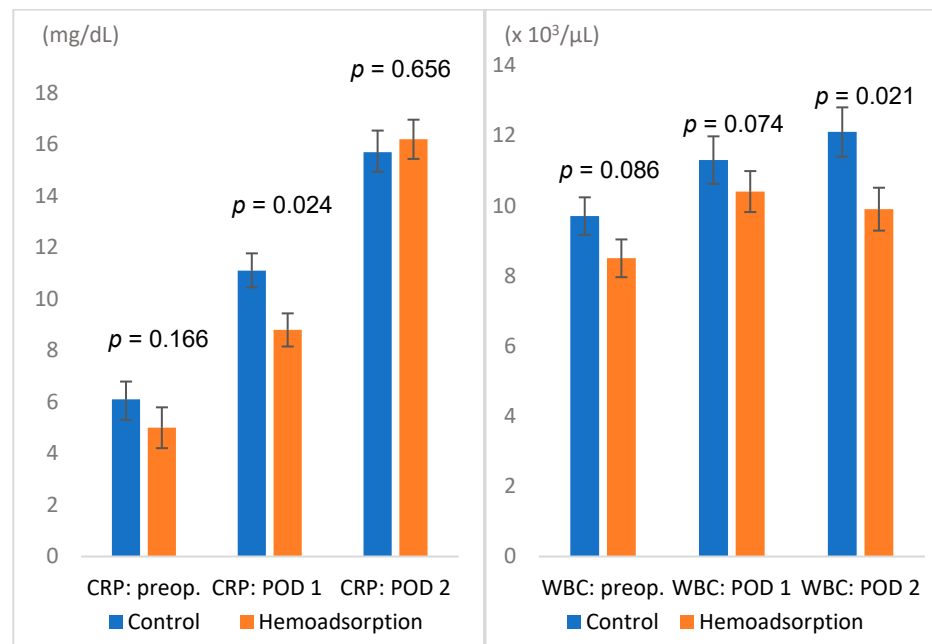 (mg/dL)
18
16
14
12
10
8
6
4
2
0
p = 0.166
p = 0.024
p = 0.656
CRP: preop. CRP: POD 1 CRP: POD 2
Control Hemoadsorption
(x 10³/µL)
14
12
10
8
6
4
2
0
p = 0.086
p = 0.074
p = 0.021
WBC: preop. WBC: POD 1 WBC: POD 2
Control Hemoadsorption